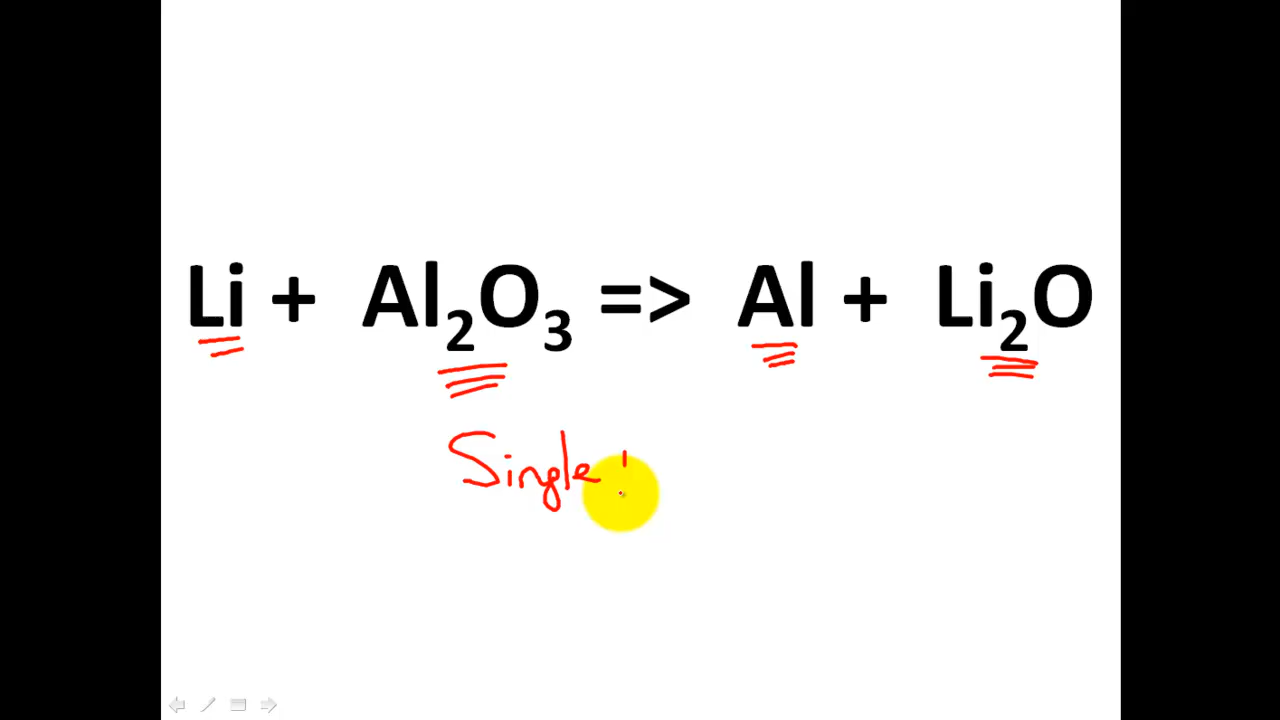 Li + Al₂O₃ => Al + Li₂O
Single